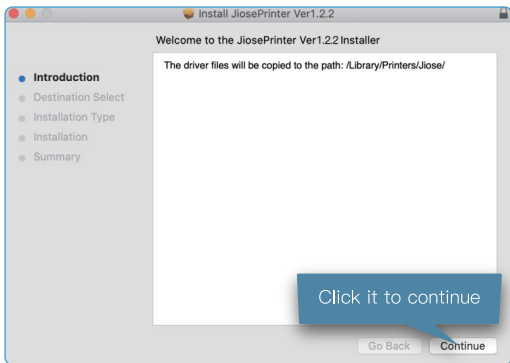 Install JiosePrinter Ver1.2.2
Welcome to the JiosePrinter Ver1.2.2 Installer
Introduction
Destination Select
Installation Type
Installation
Summary
The driver files will be copied to the path: /Library/Printers/Jiose/
Click it to continue
Go Back
Continue